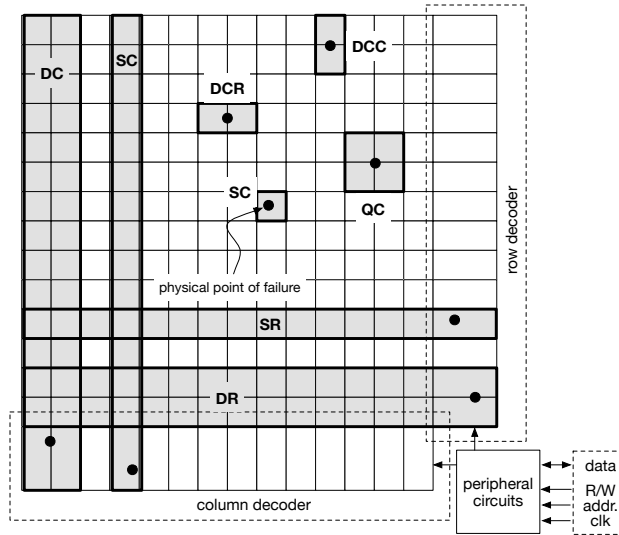 DC
SC
DCC
DCR
SC
QC
physical point of failure
row decoder
SR
DR
column decoder
peripheral
circuits
data
R/W
addr.
clk